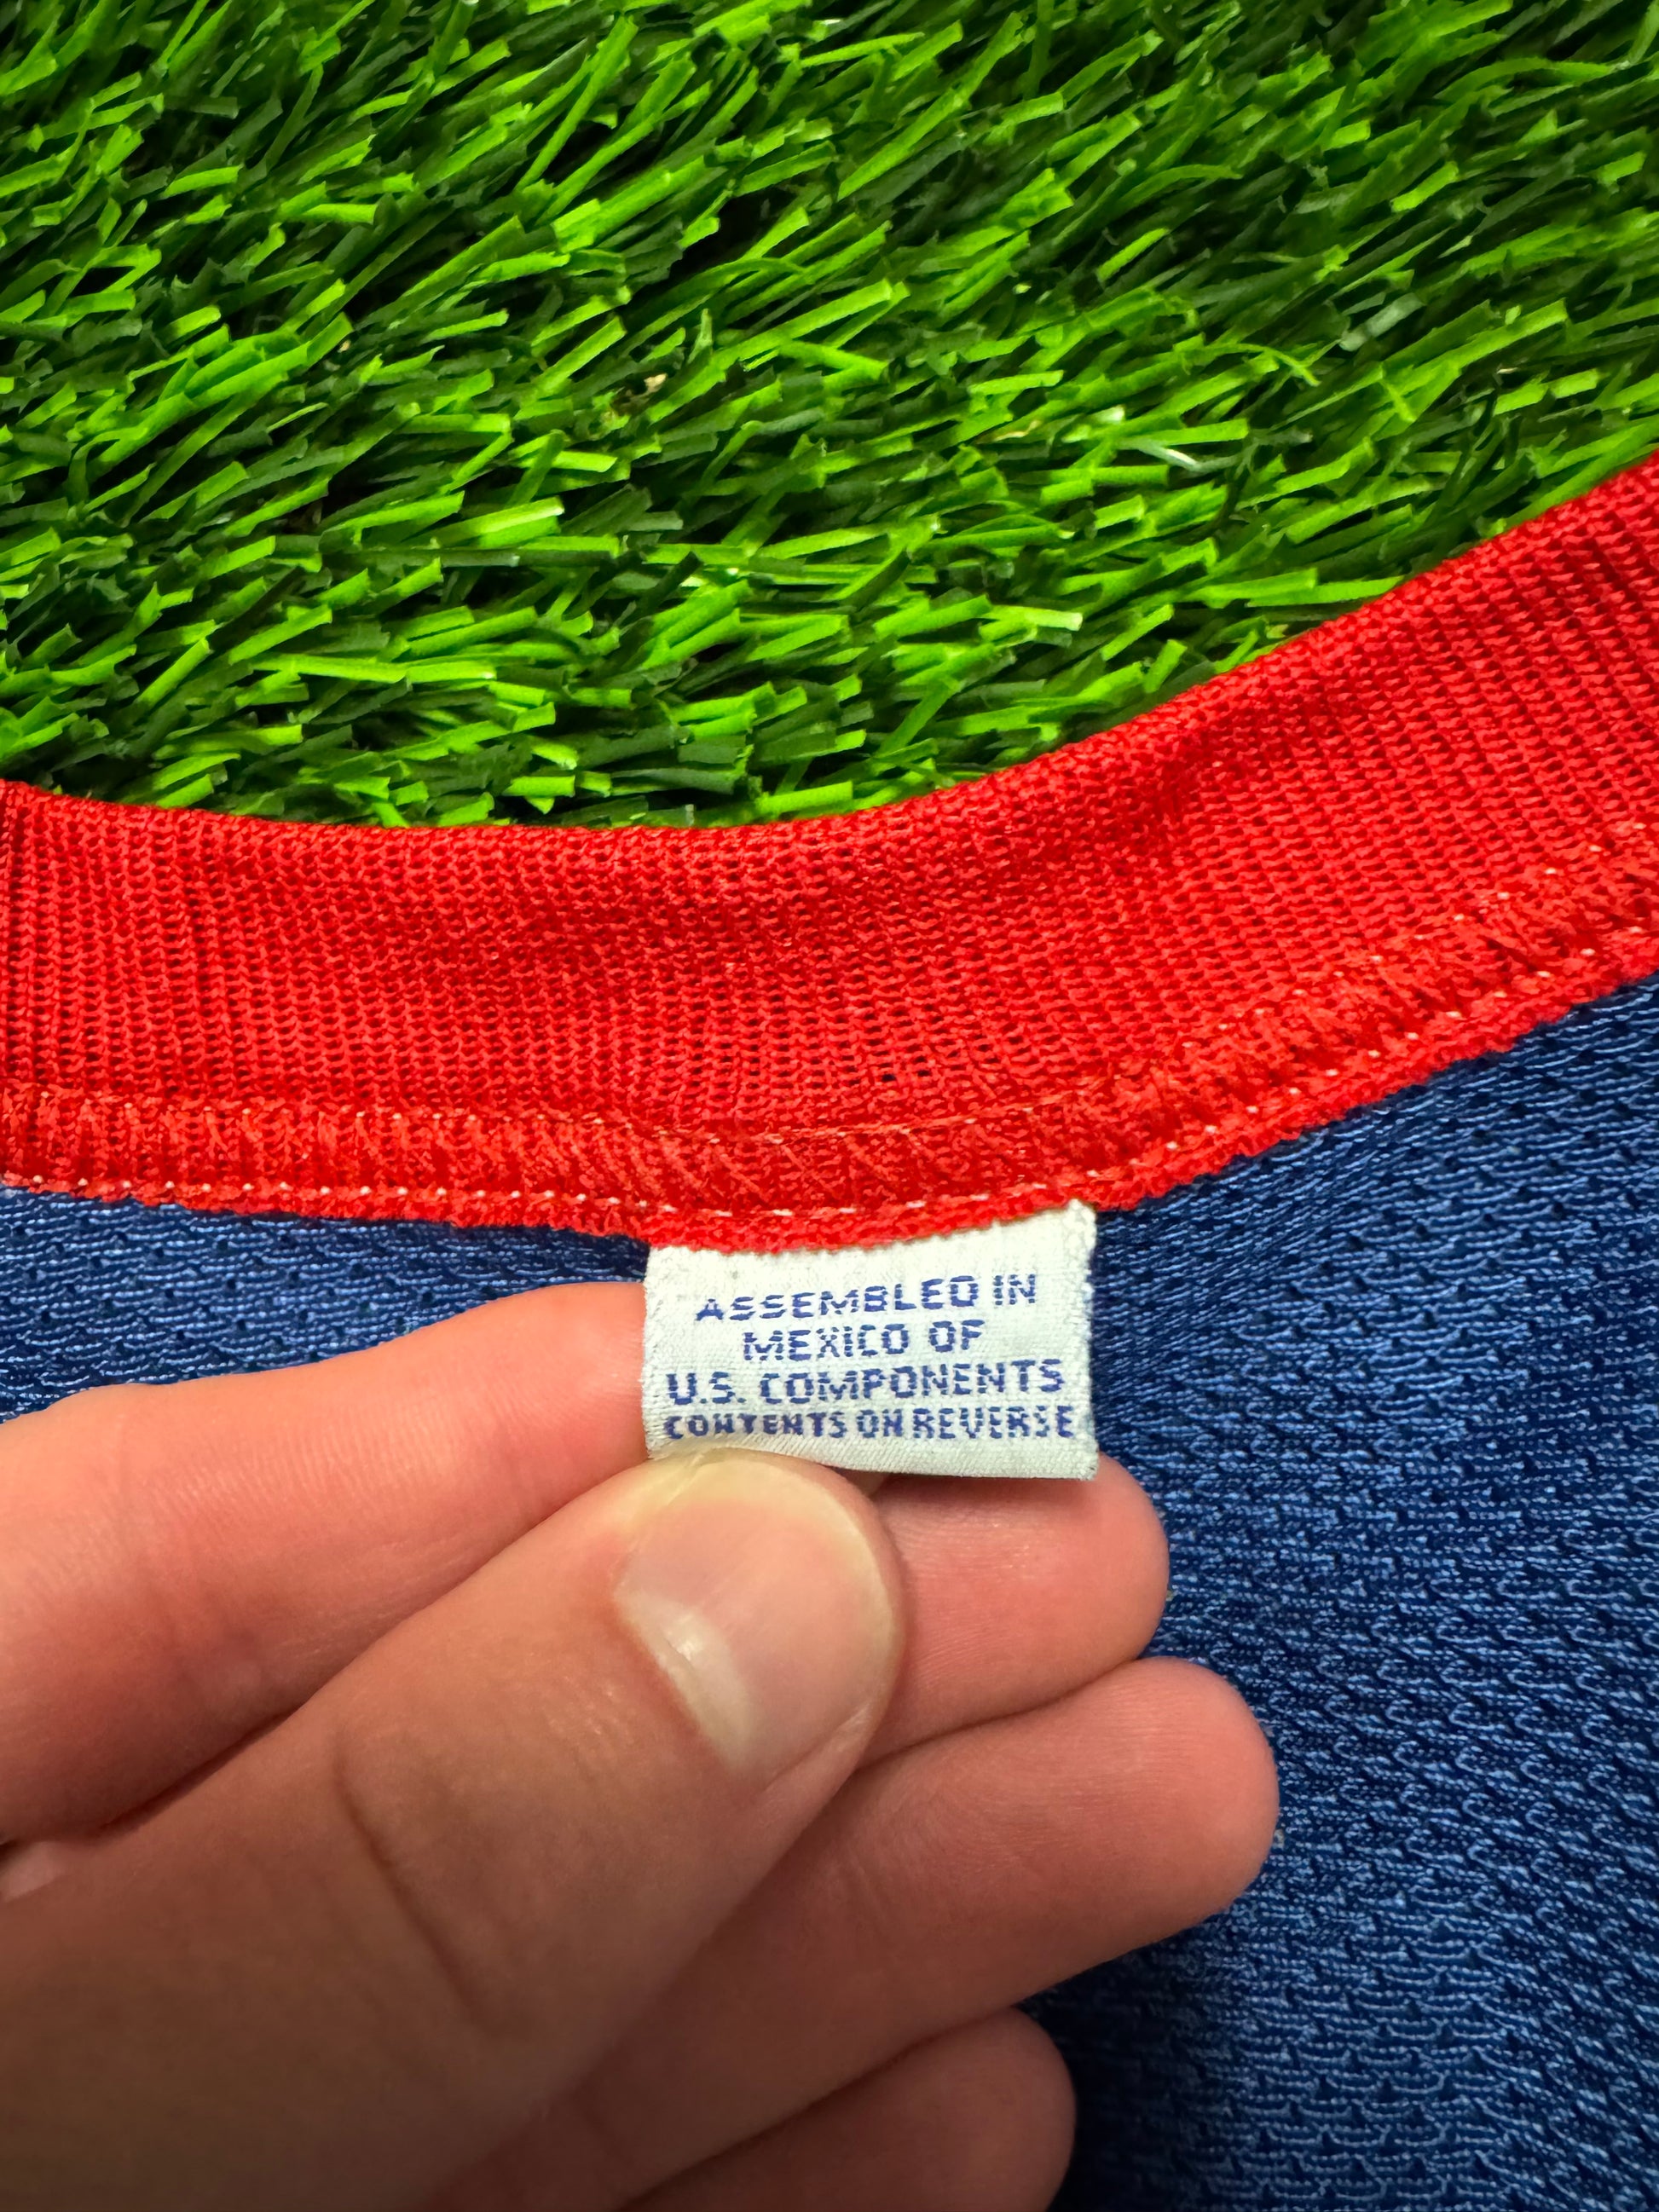 ASSEMBLED IN
MEXICO OF
U.S. COMPONENTS
CONTENTS ON REVERSE